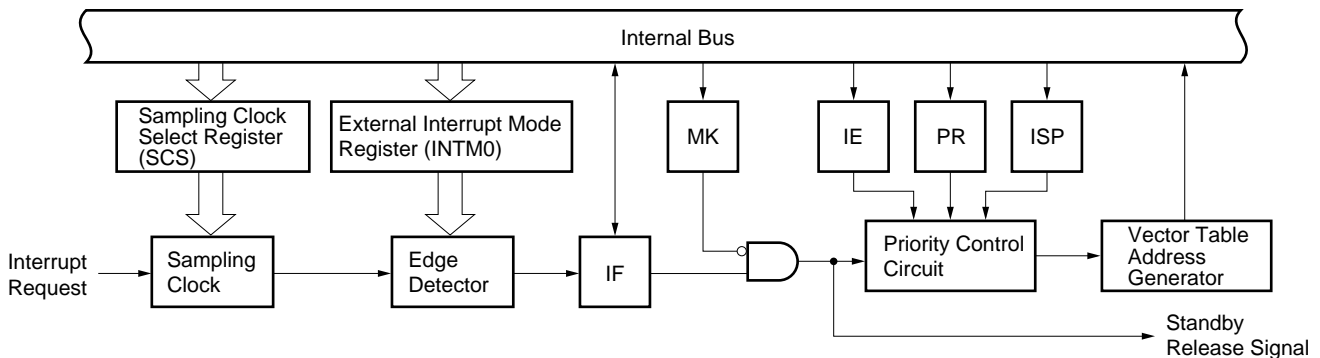 Internal Bus
Sampling Clock
Select Register
(SCS)
External Interrupt Mode
Register (INTM0)
MK
IE
PR
ISP
Interrupt
Request
Sampling
Clock
Edge
Detector
IF
Priority Control
Circuit
Vector Table
Address
Generator
Standby
Release Signal